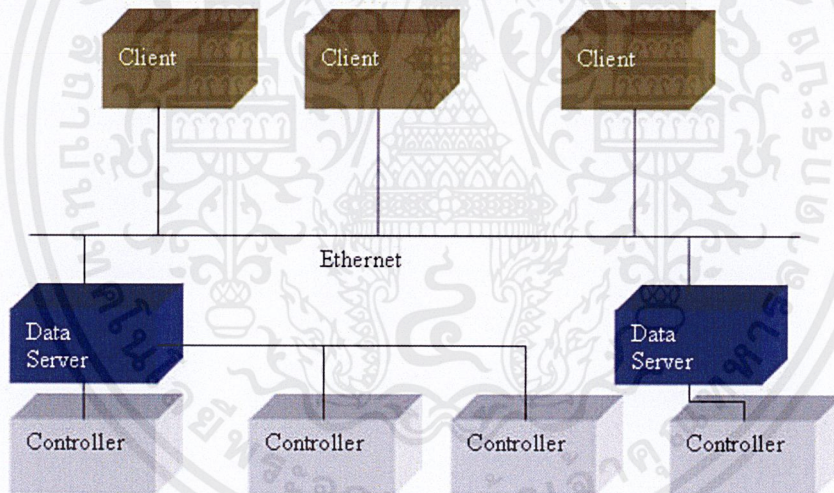 Client
Client
Client
Ethernet
Data
Server
Data
Server
Controller
Controller
Controller
Controller